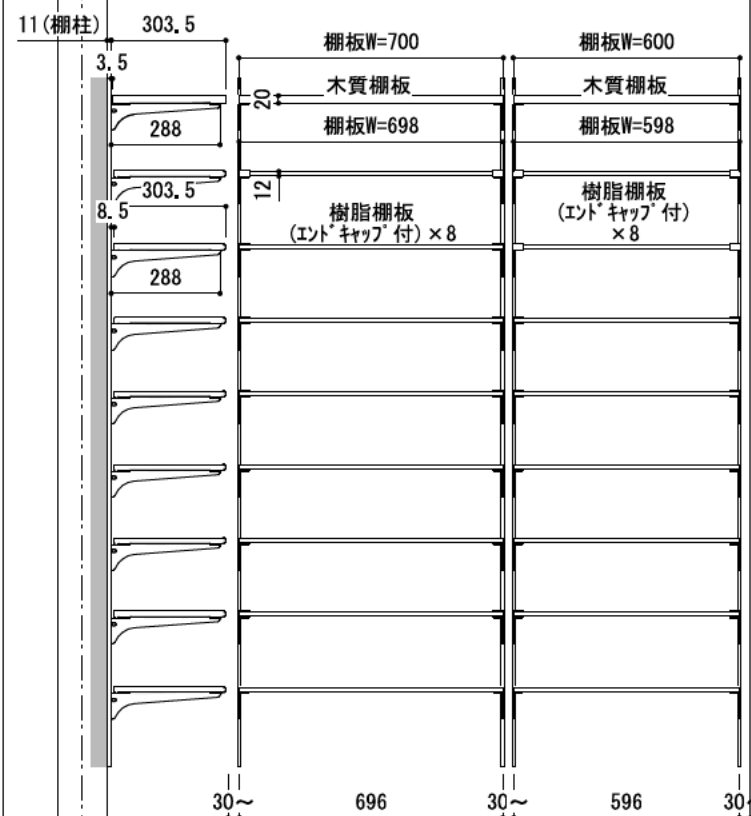 11(棚柱) 303.5
3.5
288
303.5
8.5
288
棚板W=700
木質棚板
20
棚板W=698
12
樹脂棚板
(エンドキャップ付)×8
棚板W=600
木質棚板
棚板W=598
樹脂棚板
(エンドキャップ付)
×8
30~ 696 30~ 596 30~